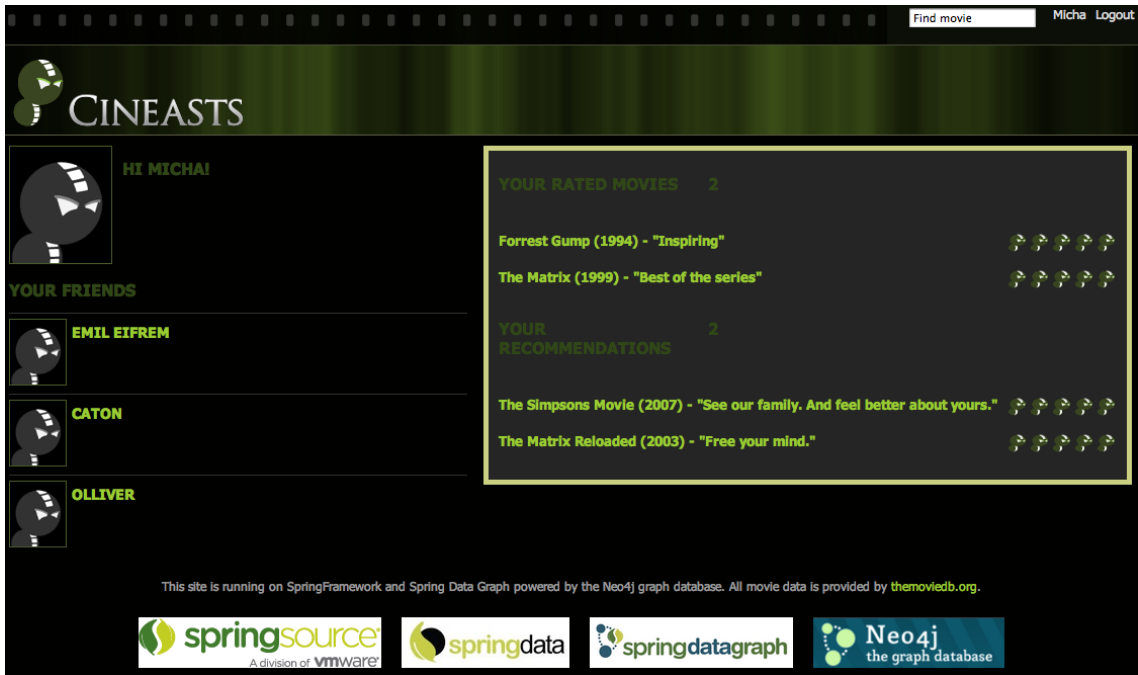 Find movie
Micha Logout
CINEASTS
HI MICHA!
YOUR FRIENDS
EMIL EIFREM
CATON
OLLIVER
YOUR RATED MOVIES 2
Forrest Gump (1994) - "Inspiring"
The Matrix (1999) - "Best of the series"
YOUR 2
RECOMMENDATIONS
The Simpsons Movie (2007) - "See our family. And feel better about yours."
The Matrix Reloaded (2003) - "Free your mind."
This site is running on SpringFramework and Spring Data Graph powered by the Neo4j graph database. All movie data is provided by themoviedb.org.
springsource
A division of vmware®
springdata
springdatagraph
Neo4j
the graph database